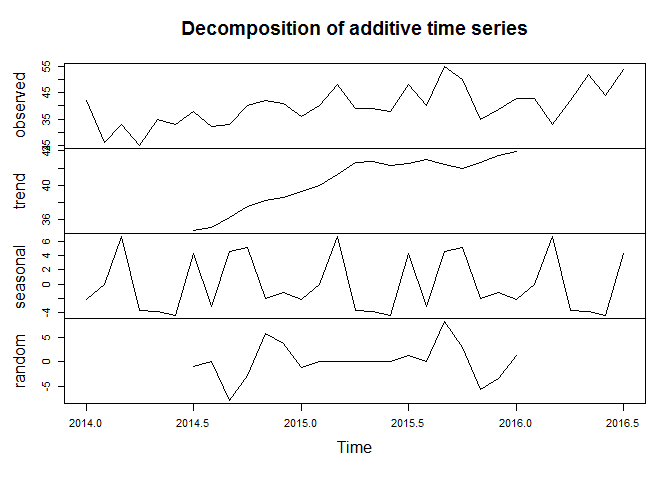 Decomposition of additive time series
observed
25 35 45 55
trend
36 40 44
seasonal
-4 0 2 4 6
random
-5 0 5
2014.0 2014.5 2015.0 2015.5 2016.0 2016.5
Time